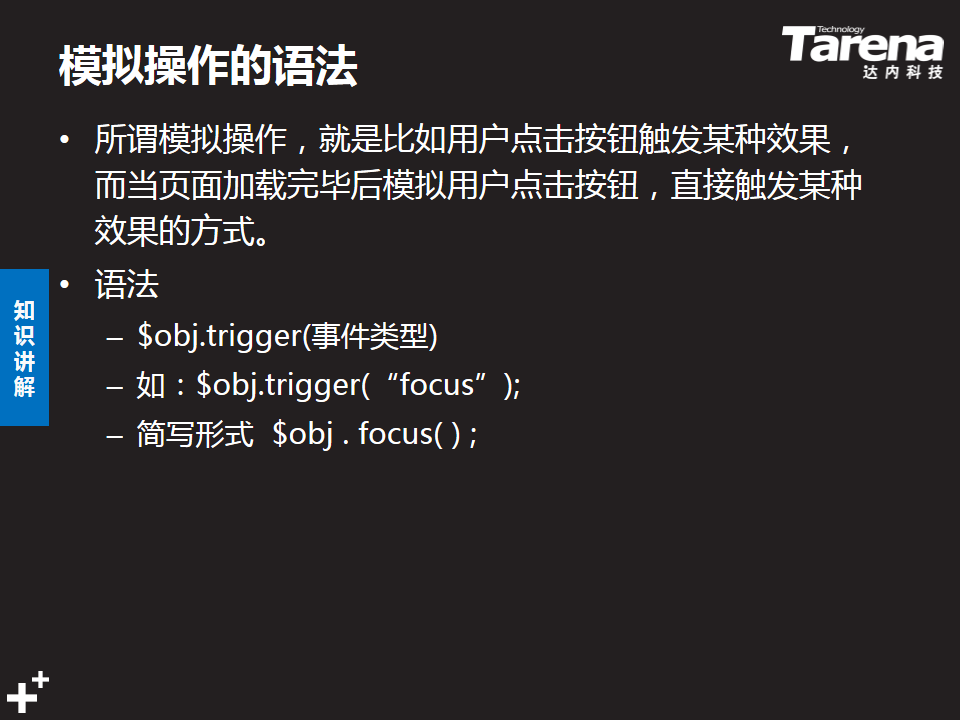 模拟操作的语法
Technology
Tarena
达内科技
• 所谓模拟操作，就是比如用户点击按钮触发某种效果，
而当页面加载完毕后模拟用户点击按钮，直接触发某种
效果的方式。
• 语法
– $obj.trigger(事件类型)
– 如：$obj.trigger(“focus”);
– 简写形式 $obj . focus( ) ;
知识讲解